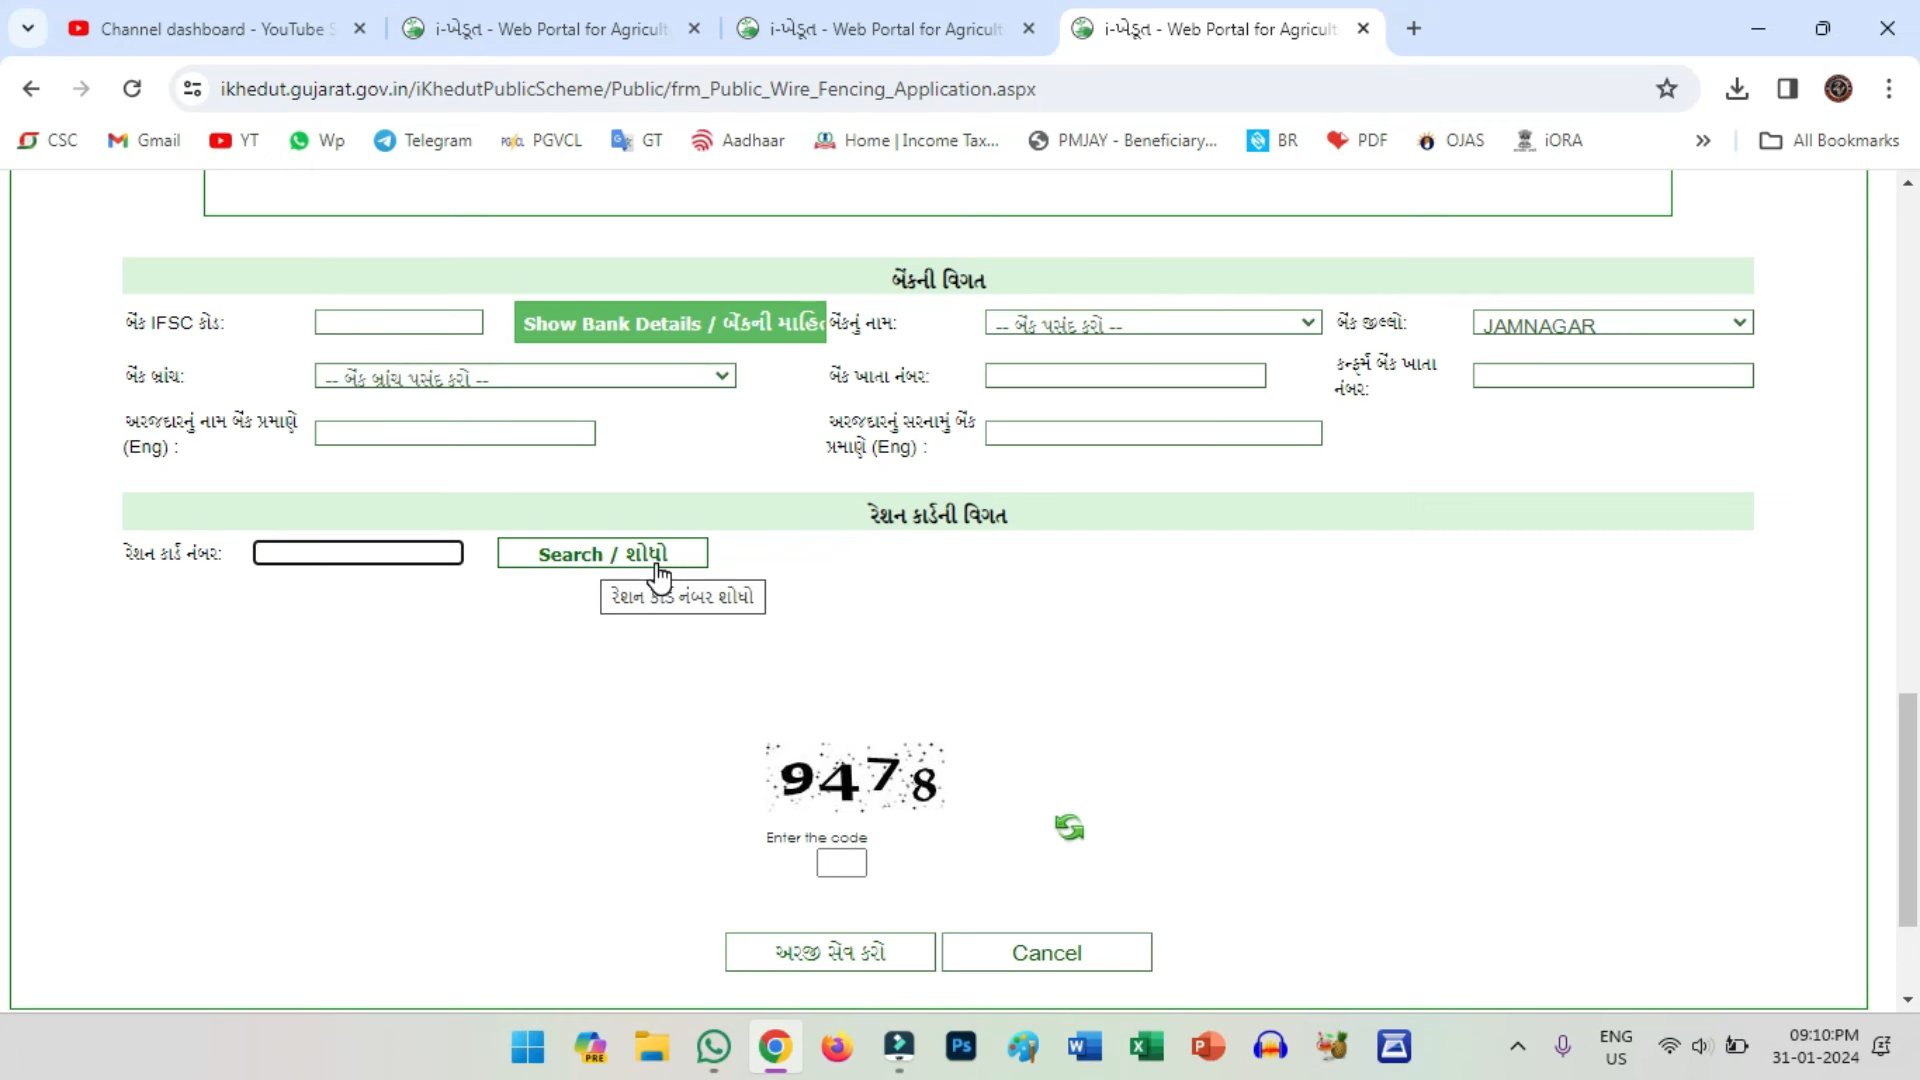 Channel dashboard - YouTube S
i-ખેડૂત - Web Portal for Agricult
i-ખેડૂત - Web Portal for Agricult
i-ખેડૂત - Web Portal for Agricult
ikhedut.gujarat.gov.in/iKhedutPublicScheme/Public/frm_Public_Wire_Fencing_Application.aspx
CSC Gmail YT Wp Telegram PGVCL PGVCL GT Aadhaar Home | Income Tax... PMJAY - Beneficiary... BR PDF OJAS iORA » All Bookmarks
બેંકની વિગત
બેંક IFSC કોડ: Show Bank Details / બેંકની માહિ બેંકનું નામ: -- બેંક પસંદ કરો -- બેંક જીલ્લો: JAMNAGAR
બેંક બ્રાંચ: -- બેંક બ્રાંચ પસંદ કરો -- બેંક ખાતા નંબર: કન્ફર્મ બેંક ખાતા
નંબર:
અરજદારનું નામ બેંક પ્રમાણે અરજદારનું સરનામું બેંક
(Eng) : પ્રમાણે (Eng) :
રેશન કાર્ડની વિગત
રેશન કાર્ડ નંબર: Search / શોધો
રેશન કાર્ડ નંબર શોધો
9478
Enter the code
અરજી સેવ કરો Cancel
PRE Ps W X P
ENG
US
09:10:PM
31-01-2024